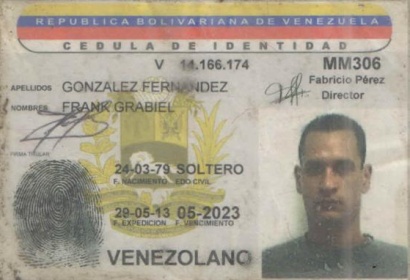 REPUBLICA BOLIVARIANA DE VENEZUELA
CEDULA DE IDENTIDAD
V 14.166.174
MM306
Fabricio Pérez
Director
APELLIDOS GONZALEZ FERNANDEZ
NOMBRES FRANK GRABIEL
FIRMA TITULAR
24-03-79 SOLTERO
F. NACIMIENTO EDO CIVIL
29-05-13 05-2023
F. EXPEDICION F. VENCIMIENTO
VENEZOLANO